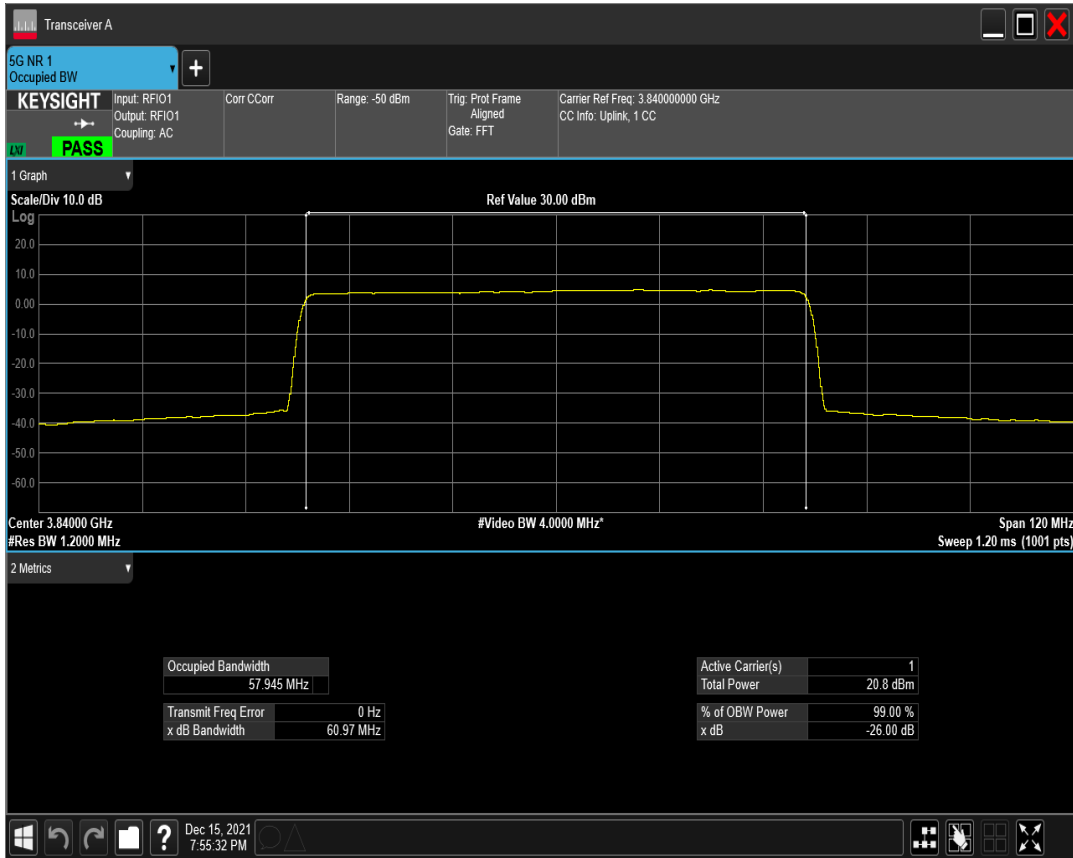 Transceiver A
5G NR 1
Occupied BW
KEYSIGHT
LXI
PASS
Input: RFIO1
Output: RFIO1
Coupling: AC
Corr CCorr
Range: -50 dBm
Trig: Prot Frame
Aligned
Gate: FFT
Carrier Ref Freq: 3.840000000 GHz
CC Info: Uplink, 1 CC
1 Graph
Scale/Div 10.0 dB
Ref Value 30.00 dBm
Log
20.0
10.0
0.00
-10.0
-20.0
-30.0
-40.0
-50.0
-60.0
Center 3.84000 GHz
#Video BW 4.0000 MHz*
Span 120 MHz
#Res BW 1.2000 MHz
Sweep 1.20 ms (1001 pts)
2 Metrics
Occupied Bandwidth
57.945 MHz
Transmit Freq Error 0 Hz
x dB Bandwidth 60.97 MHz
Active Carrier(s) 1
Total Power 20.8 dBm
% of OBW Power 99.00 %
x dB -26.00 dB
?
Dec 15, 2021
7:55:32 PM